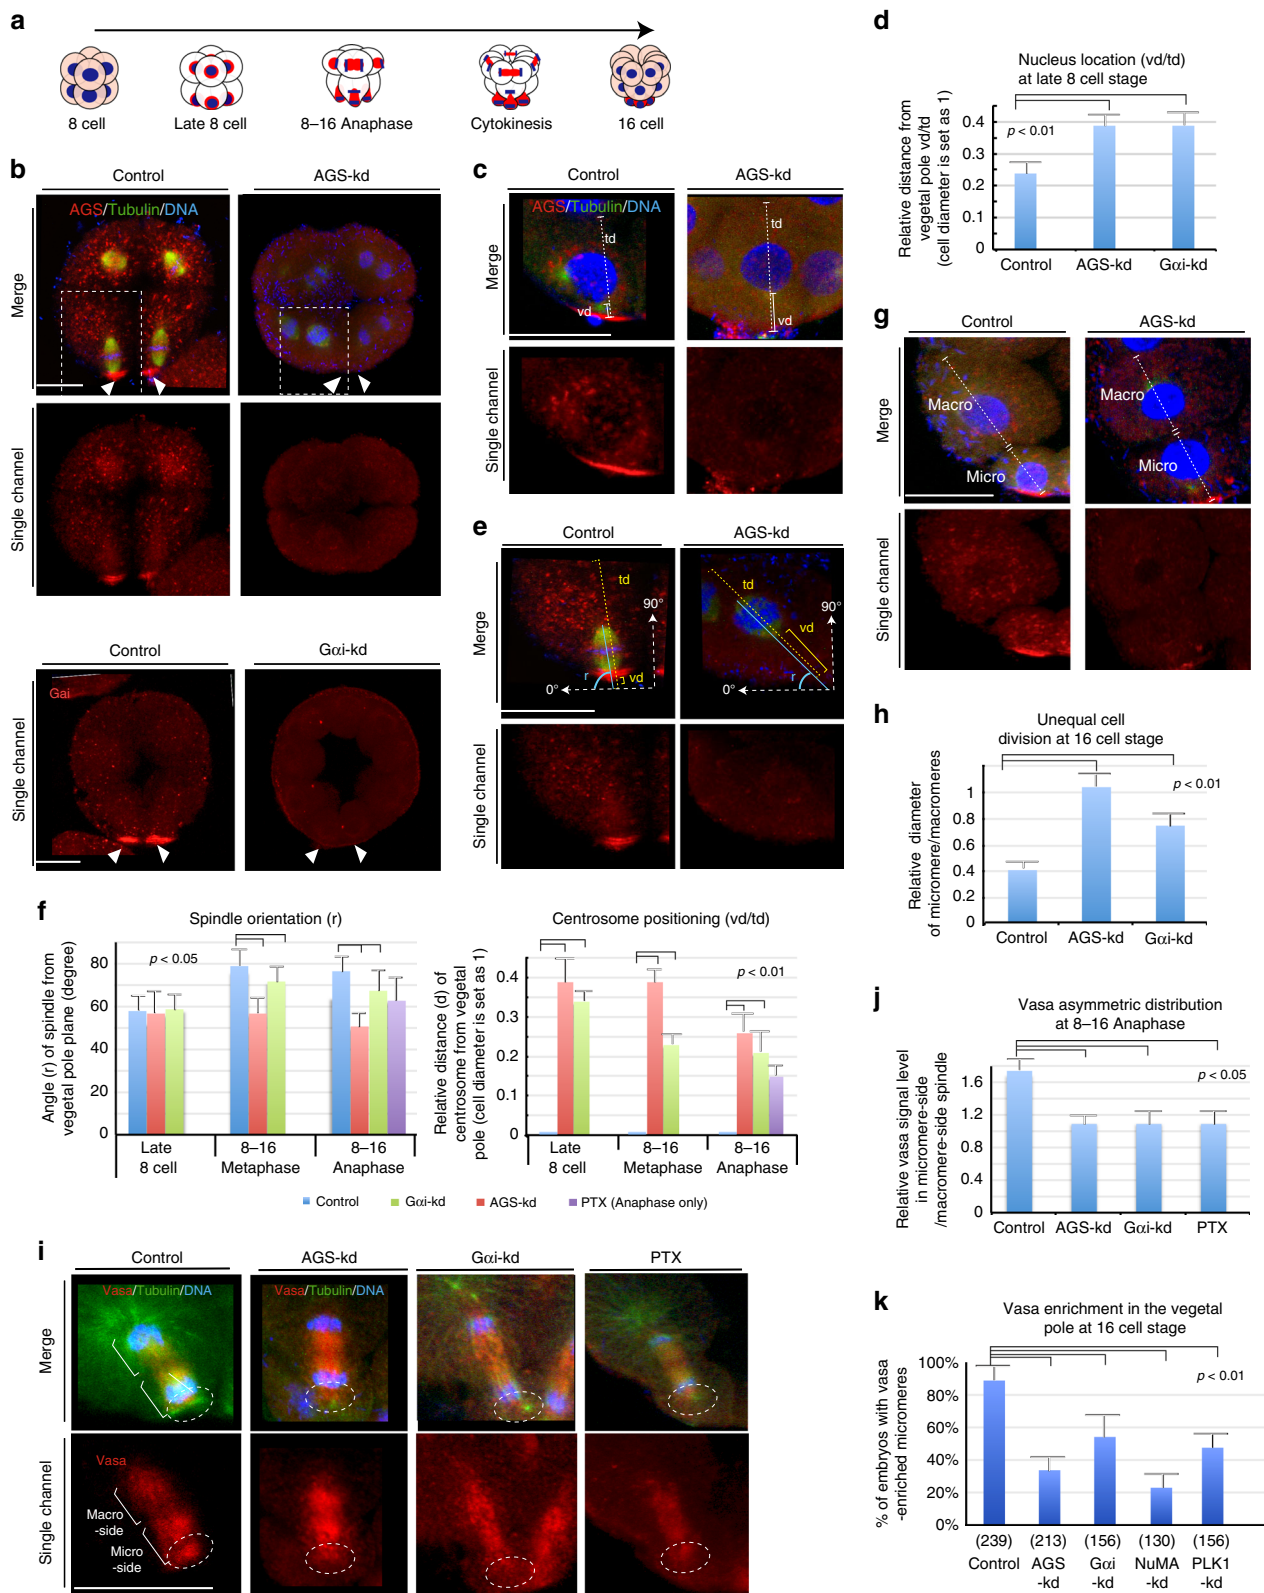 a
8 cell
Late 8 cell
8–16 Anaphase
Cytokinesis
16 cell
b
Control
AGS-kd
Merge
AGS/Tubulin/DNA
Single channel
Control
Gαi-kd
Single channel
Gai
c
Control
AGS-kd
Merge
AGS/Tubulin/DNA
td
vd
td
vd
Single channel
d
Nucleus location (vd/td)
at late 8 cell stage
Relative distance from
vegetal pole vd/td
(cell diameter is set as 1)
p < 0.01
0.4
0.3
0.2
0.1
0
Control
AGS-kd
Gαi-kd
e
Control
AGS-kd
Merge
td
90°
r
vd
0°
td
90°
vd
r
0°
Single channel
f
Spindle orientation (r)
Angle (r) of spindle from
vegetal pole plane (degree)
p < 0.05
80
60
40
20
0
Late
8 cell
8–16
Metaphase
8–16
Anaphase
Centrosome positioning (vd/td)
Relative distance (d) of
centrosome from vegetal
pole (cell diameter is set as 1)
p < 0.01
0.4
0.3
0.2
0.1
0
Late
8 cell
8–16
Metaphase
8–16
Anaphase
Control
Gαi-kd
AGS-kd
PTX (Anaphase only)
g
Control
AGS-kd
Merge
Macro
Micro
Macro
Micro
Single channel
h
Unequal cell
division at 16 cell stage
Relative diameter
of micromere/macromeres
p < 0.01
1
0.8
0.6
0.4
0.2
0
Control
AGS-kd
Gαi-kd
i
Control
AGS-kd
Gαi-kd
PTX
Merge
Vasa/Tubulin/DNA
Vasa/Tubulin/DNA
Single channel
Vasa
Macro
-side
Micro
-side
j
Vasa asymmetric distribution
at 8–16 Anaphase
Relative vasa signal level
in micromere-side
/macromere-side spindle
p < 0.05
1.6
1.2
0.8
0.4
0
Control
AGS-kd
Gαi-kd
PTX
k
Vasa enrichment in the vegetal
pole at 16 cell stage
% of embryos with vasa
-enriched micromeres
p < 0.01
100%
80%
60%
40%
20%
0%
(239)
(213)
(156)
(130)
(156)
Control
AGS
-kd
Gαi
-kd
NuMA
-kd
PLK1
-kd